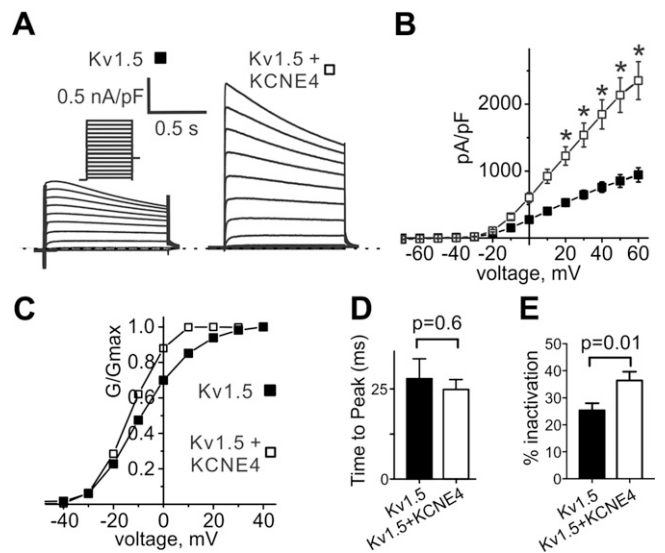 A
Kv1.5
Kv1.5 +
KCNE4
0.5 nA/pF
0.5 s
B
pA/pF
2000
1000
* * * * *
-60 -40 -20 0 20 40 60
voltage, mV
C
G/Gmax
1.0
0.8
0.6
0.4
0.2
Kv1.5
Kv1.5 +
KCNE4
-40 -20 0 20 40
voltage, mV
D
p=0.6
Time to Peak (ms)
25
0
Kv1.5
Kv1.5+KCNE4
E
p=0.01
% inactivation
50
40
30
20
10
0
Kv1.5
Kv1.5+KCNE4